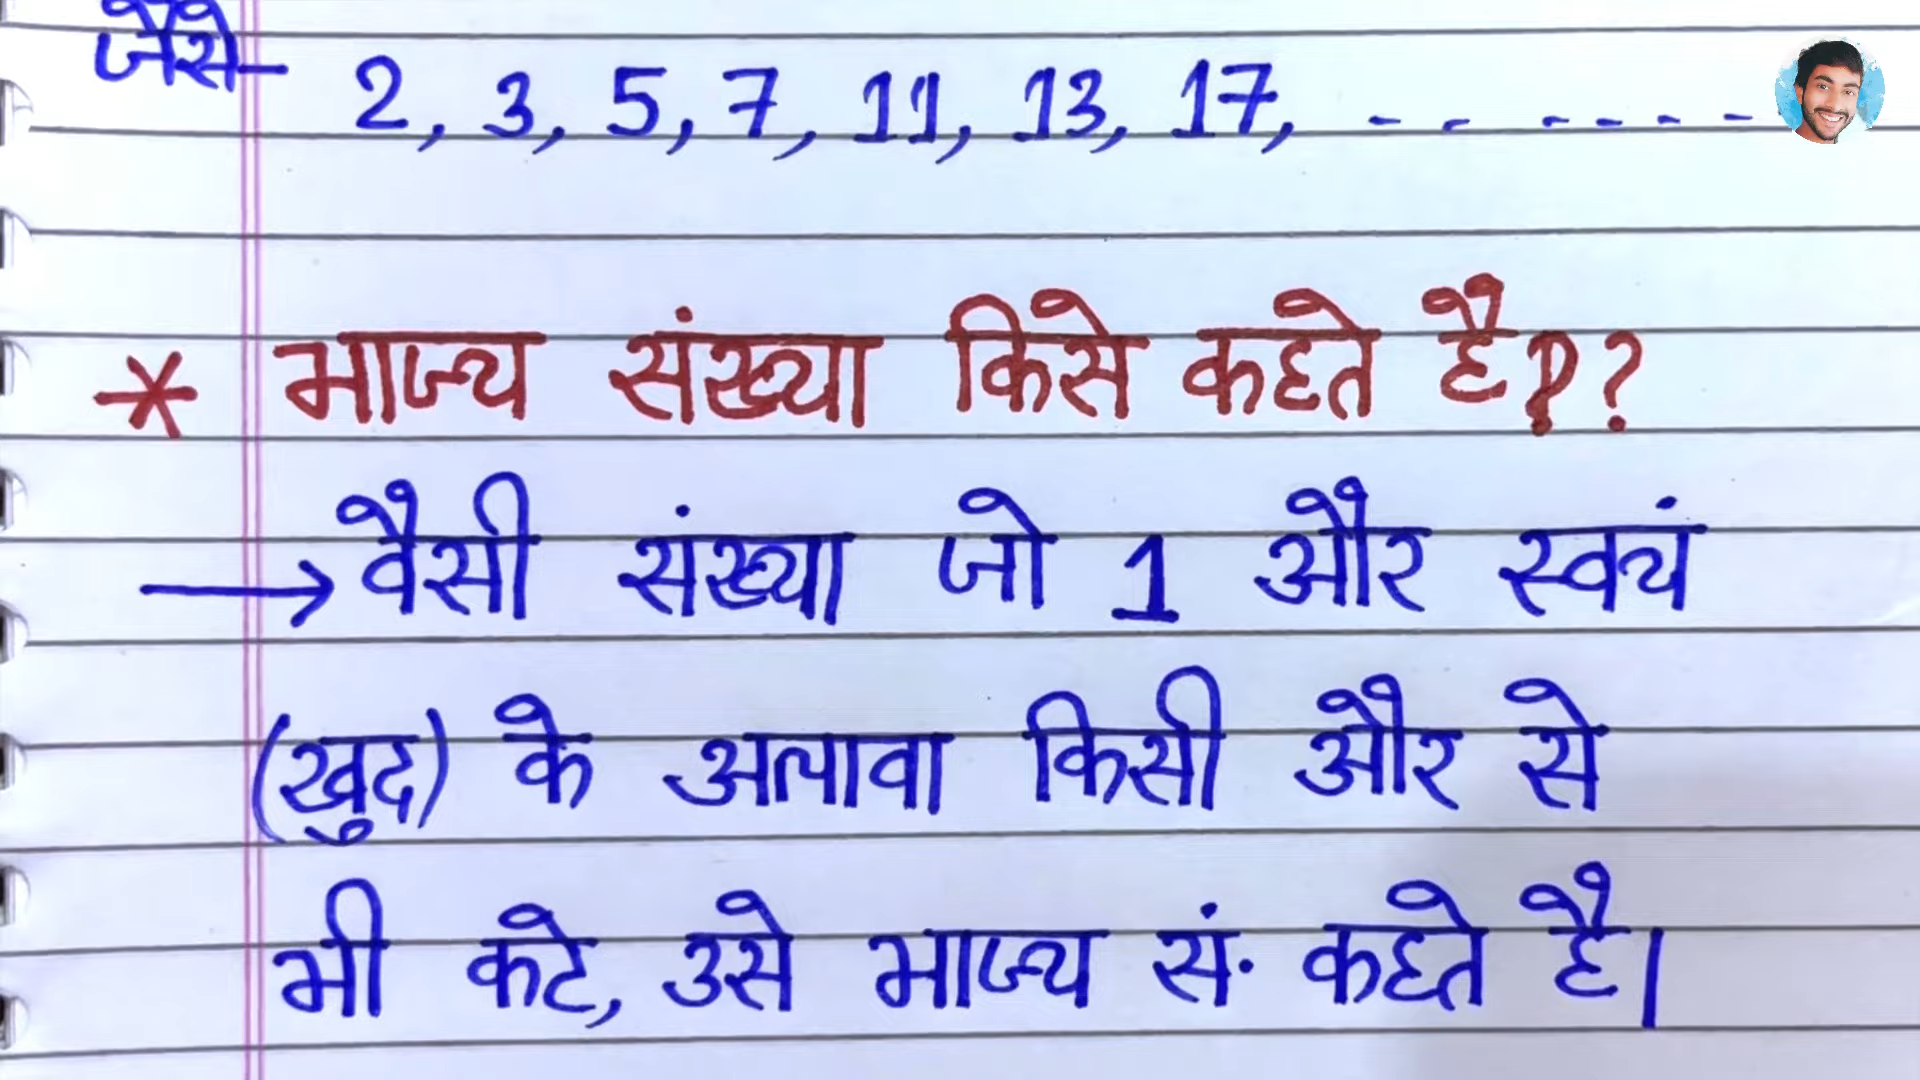 जैसे- 2, 3, 5, 7, 11, 13, 17, - - - - - - -
* भाज्य संख्या किसे कहते है??
→ वैसी संख्या जो 1 और स्वयं
(खुद) के अलावा किसी और से
भी कटे, उसे भाज्य सं. कहते है।